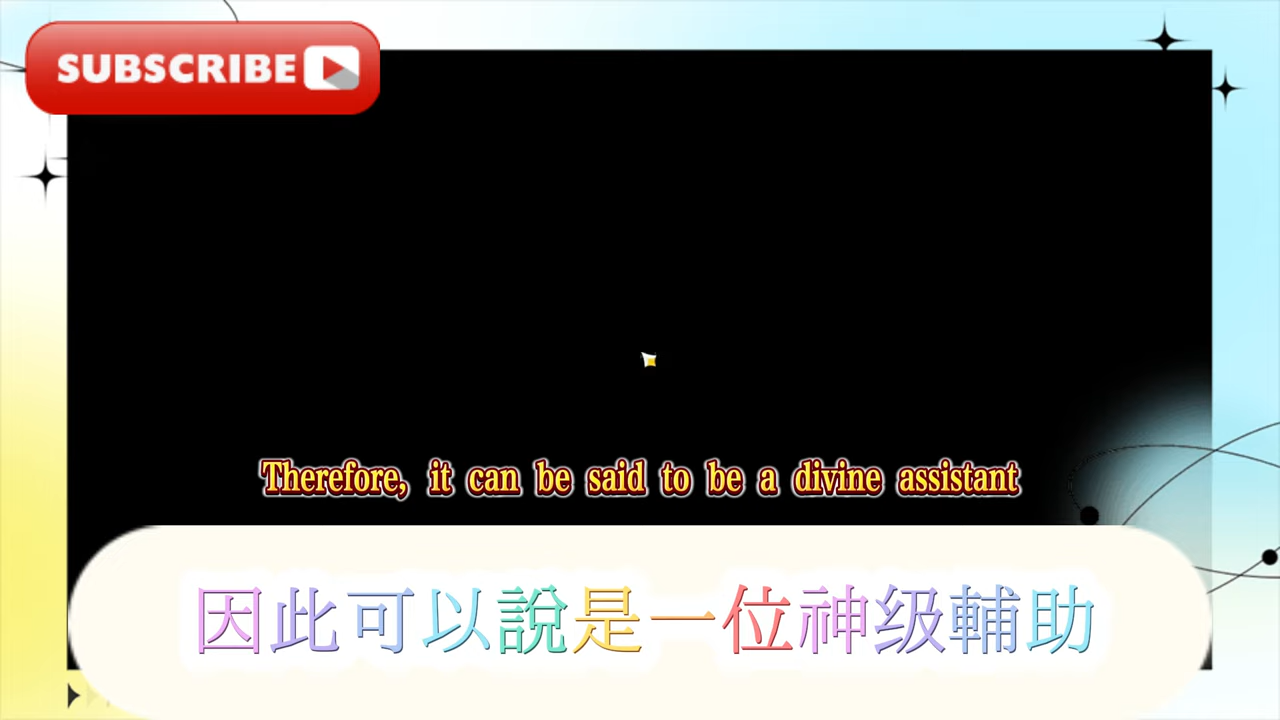 SUBSCRIBE
Therefore, it can be said to be a divine assistant
因此可以說是一位神级輔助